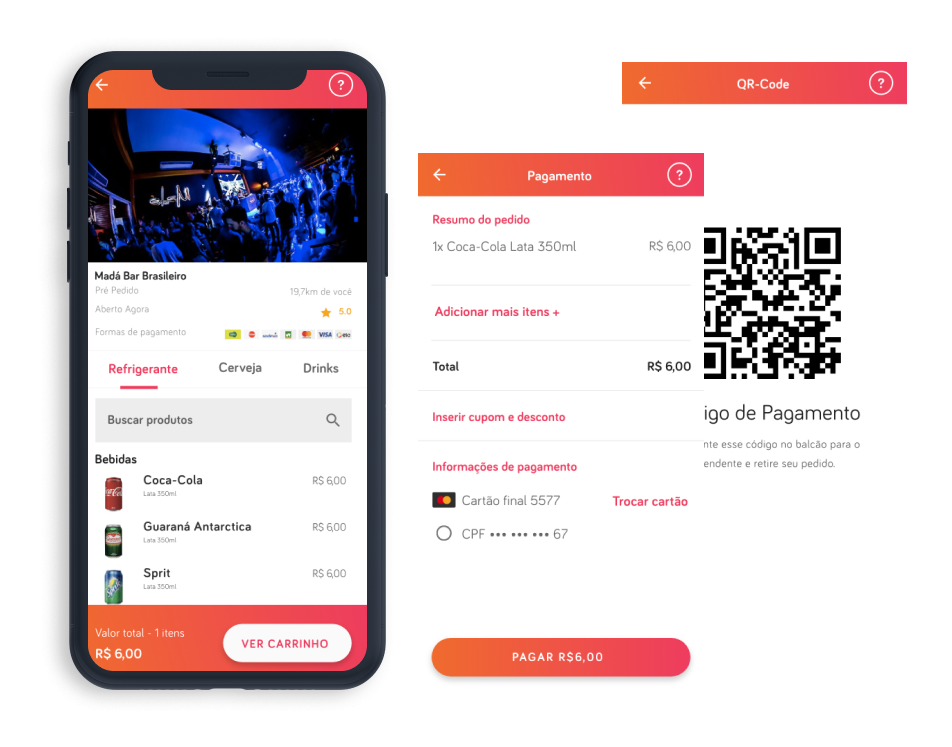 ?
Madá Bar Brasileiro
Pré Pedido
19,7km de você
Aberto Agora
5.0
Formas de pagamento
VISA
elo
Refrigerante
Cerveja
Drinks
Buscar produtos
Bebidas
Coca-Cola
R$ 6,00
Lata 350ml
Guaraná Antarctica
R$ 6,00
Lata 350ml
Sprit
R$ 6,00
Lata 350ml
Valor total - 1 itens
R$ 6,00
VER CARRINHO
Pagamento
?
Resumo do pedido
1x Coca-Cola Lata 350ml
R$ 6,00
Adicionar mais itens +
Total
R$ 6,00
Inserir cupom e desconto
Informações de pagamento
Cartão final 5577
Trocar cartão
CPF ••• ••• ••• 67
PAGAR R$6,00
QR-Code
?
igo de Pagamento
nte esse código no balcão para o
endente e retire seu pedido.